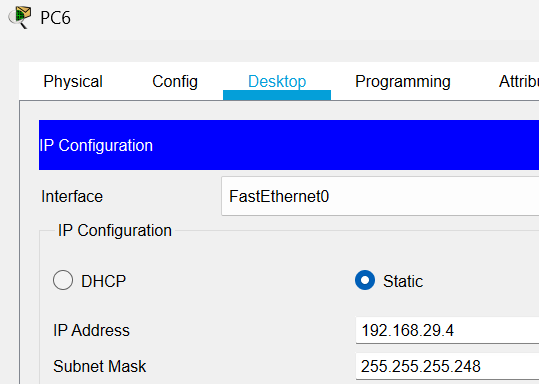 PC6
Physical Config Desktop Programming
IP Configuration
Interface FastEthernet0
IP Configuration
DHCP Static
IP Address 192.168.29.4
Subnet Mask 255.255.255.248